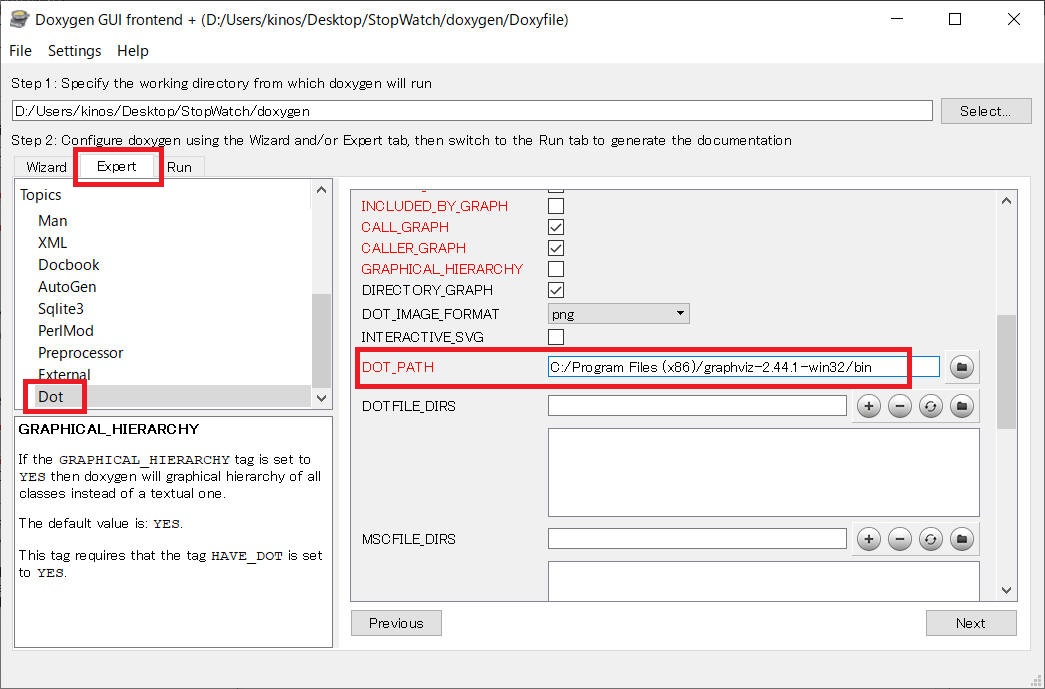 Doxygen GUI frontend + (D:/Users/kinos/Desktop/StopWatch/doxygen/Doxyfile)
File Settings Help
Step 1: Specify the working directory from which doxygen will run
D:/Users/kinos/Desktop/StopWatch/doxygen
Select...
Step 2: Configure doxygen using the Wizard and/or Expert tab, then switch to the Run tab to generate the documentation
Wizard Expert Run
Topics
Man
XML
Docbook
AutoGen
Sqlite3
PerlMod
Preprocessor
External
Dot
GRAPHICAL_HIERARCHY
If the GRAPHICAL_HIERARCHY tag is set to
YES then doxygen will graphical hierarchy of all
classes instead of a textual one.
The default value is: YES.
This tag requires that the tag HAVE_DOT is set
to YES.
INCLUDED_BY_GRAPH
CALL_GRAPH
CALLER_GRAPH
GRAPHICAL_HIERARCHY
DIRECTORY_GRAPH
DOT_IMAGE_FORMAT png
INTERACTIVE_SVG
DOT_PATH C:/Program Files (x86)/graphviz-2.44.1-win32/bin
DOTFILE_DIRS
MSCFILE_DIRS
Previous Next